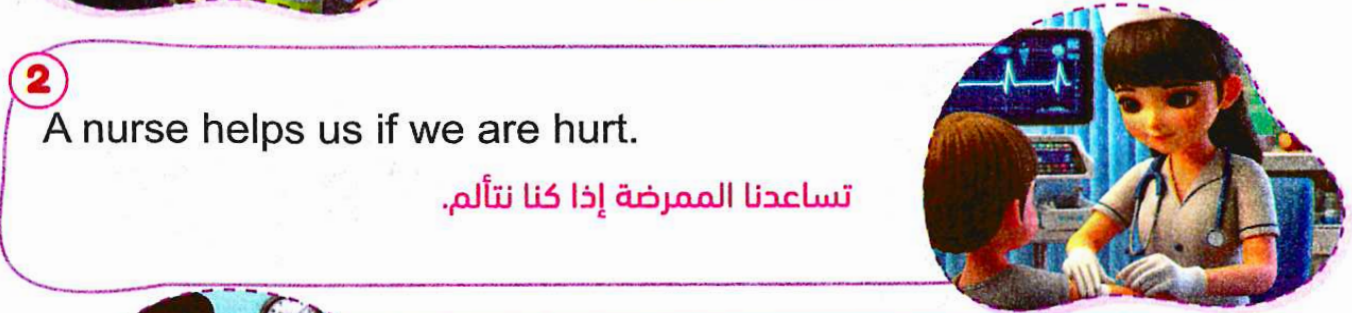 2
A nurse helps us if we are hurt.
تساعدنا الممرضة إذا كنا نتألم.